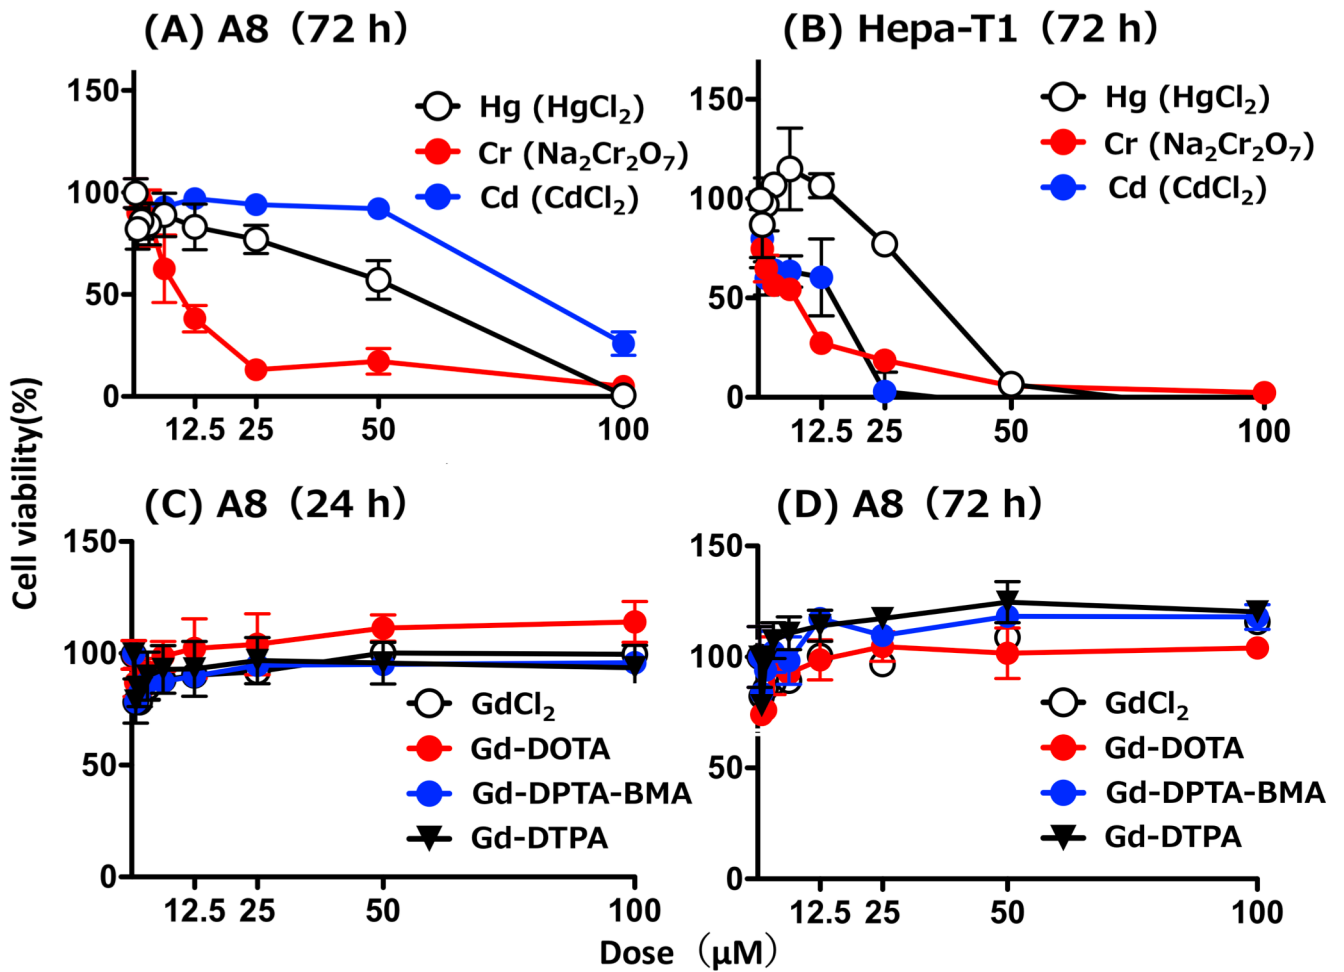 (A) A8（72 h）
150
100
50
0
12.5 25 50 100
Hg (HgCl₂)
Cr (Na₂Cr₂O₇)
Cd (CdCl₂)
(B) Hepa-T1（72 h）
150
100
50
0
12.5 25 50 100
Hg (HgCl₂)
Cr (Na₂Cr₂O₇)
Cd (CdCl₂)
Cell viability(%)
(C) A8（24 h）
150
100
50
0
12.5 25 50 100
GdCl₂
Gd-DOTA
Gd-DPTA-BMA
Gd-DTPA
(D) A8（72 h）
150
100
50
0
12.5 25 50 100
GdCl₂
Gd-DOTA
Gd-DPTA-BMA
Gd-DTPA
Dose（μM）